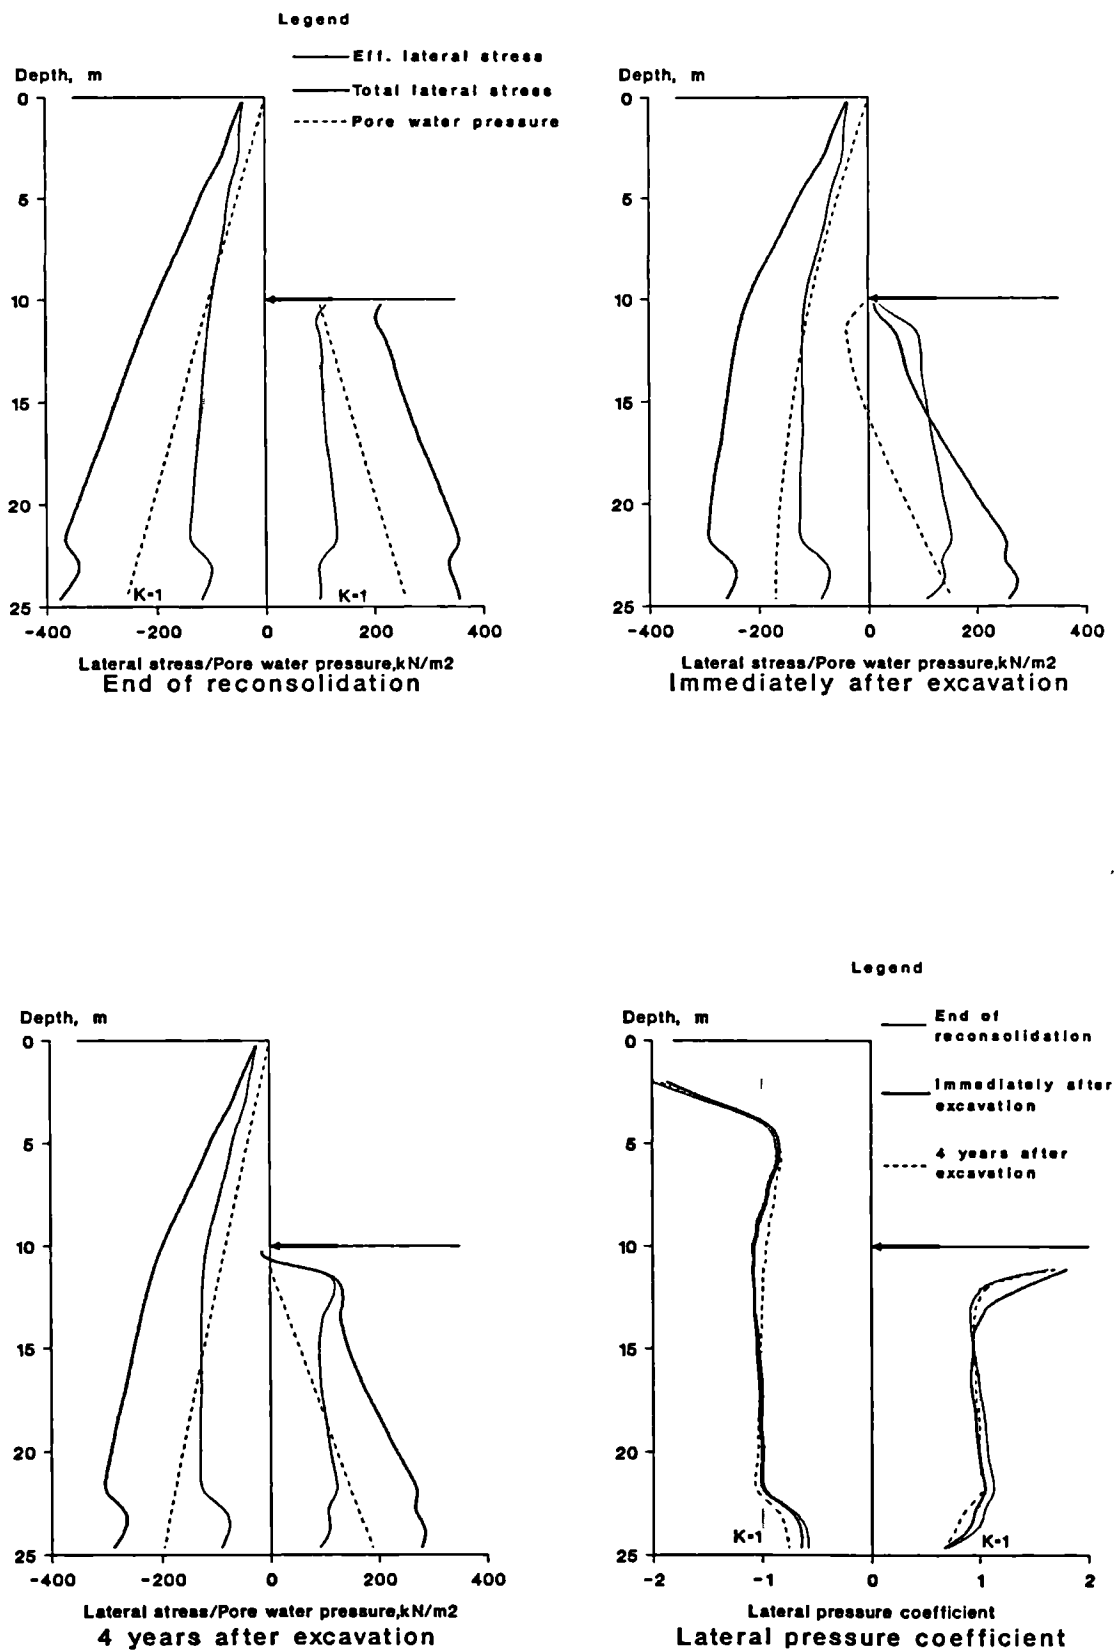 Legend
Eff. lateral stress
Total lateral stress
Pore water pressure
Depth, m
0
5
10
15
20
25
-400
-200
0
200
400
K=1
K=1
Lateral stress/Pore water pressure,kN/m2
End of reconsolidation
0
5
10
15
20
25
-400
-200
0
200
400
Lateral stress/Pore water pressure,kN/m2
Immediately after excavation
Depth, m
0
5
10
15
20
25
-400
-200
0
200
400
Lateral stress/Pore water pressure,kN/m2
4 years after excavation
Legend
End of
reconsolidation
Immediately after
excavation
4 years after
excavation
Depth, m
0
5
10
15
20
25
-2
-1
0
1
2
K=1
K=1
Lateral pressure coefficient
Lateral pressure coefficient